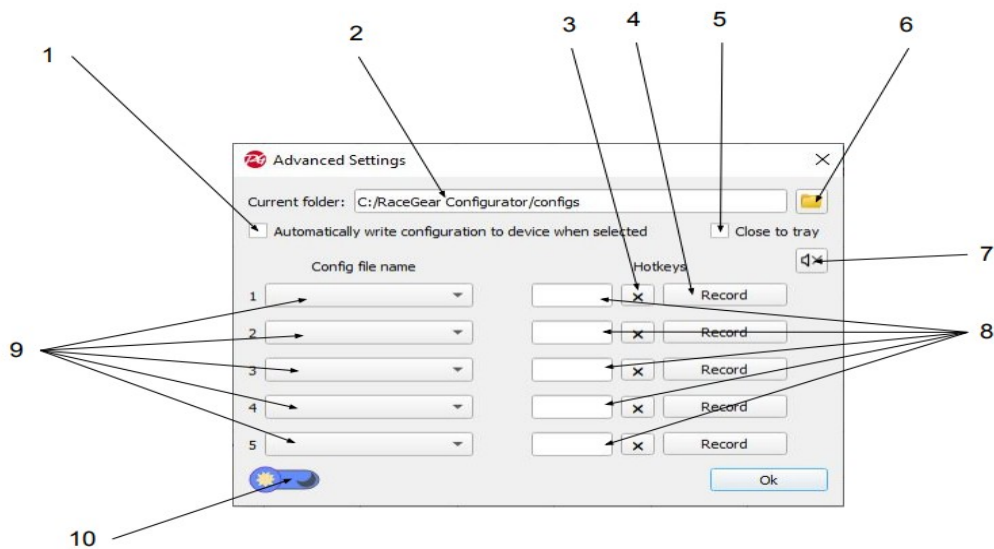 1 2 3 4 5 6
Advanced Settings
Current folder: C:/RaceGear Configurator/configs
Automatically write configuration to device when selected Close to tray
7
Config file name Hotkeys
1 Record
2 Record
8
9
3 Record
4 Record
5 Record
Ok
10